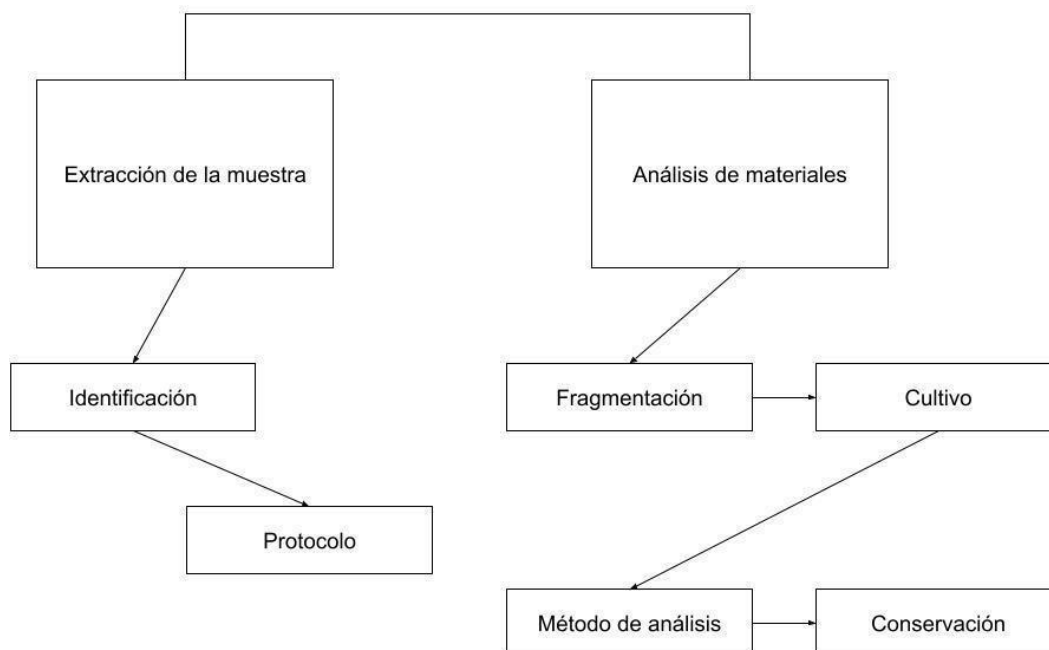 Extracción de la muestra
Análisis de materiales
Identificación
Fragmentación
Cultivo
Protocolo
Método de análisis
Conservación